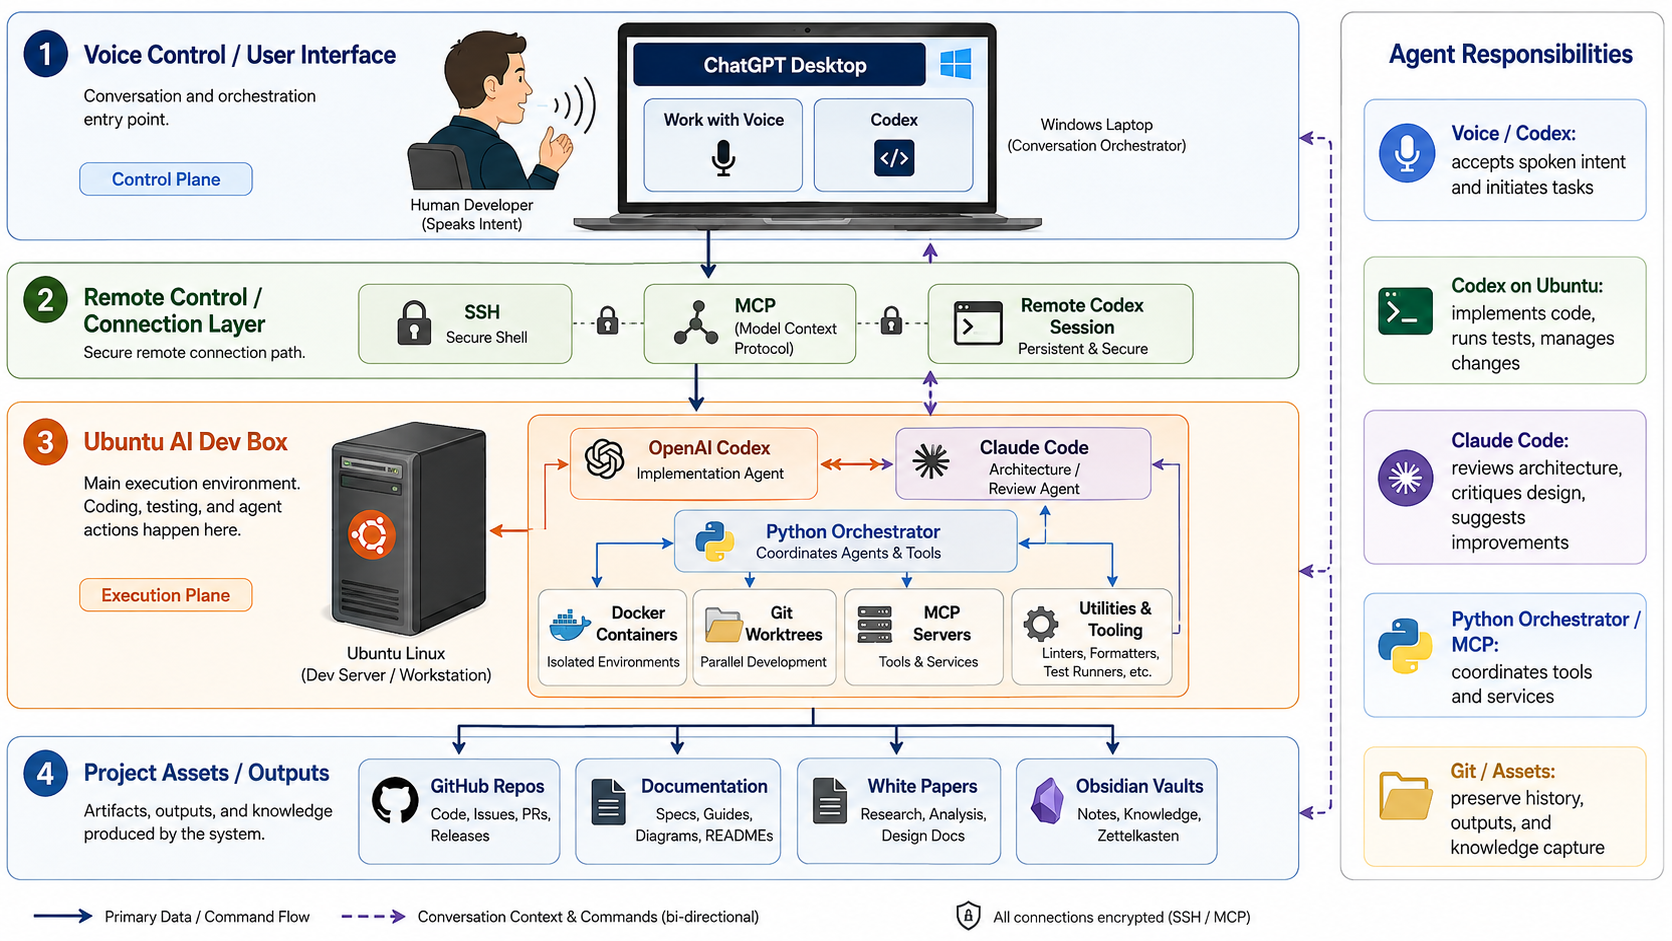 1
Voice Control / User Interface
Conversation and orchestration
entry point.
Control Plane
Human Developer
(Speaks Intent)
ChatGPT Desktop
Work with Voice
Codex
</>
Windows Laptop
(Conversation Orchestrator)
2
Remote Control /
Connection Layer
Secure remote connection path.
SSH
Secure Shell
MCP
(Model Context
Protocol)
Remote Codex
Session
Persistent & Secure
3
Ubuntu AI Dev Box
Main execution environment.
Coding, testing, and agent
actions happen here.
Execution Plane
Ubuntu Linux
(Dev Server / Workstation)
OpenAI Codex
Implementation Agent
Claude Code
Architecture /
Review Agent
Python Orchestrator
Coordinates Agents & Tools
Docker
Containers
Isolated Environments
Git
Worktrees
Parallel Development
MCP
Servers
Tools & Services
Utilities &
Tooling
Linters, Formatters,
Test Runners, etc.
4
Project Assets / Outputs
Artifacts, outputs, and knowledge
produced by the system.
GitHub Repos
Code, Issues, PRs,
Releases
Documentation
Specs, Guides,
Diagrams, READMEs
White Papers
Research, Analysis,
Design Docs
Obsidian Vaults
Notes, Knowledge,
Zettelkasten
Primary Data / Command Flow
Conversation Context & Commands (bi-directional)
All connections encrypted (SSH / MCP)
Agent Responsibilities
Voice / Codex:
accepts spoken intent
and initiates tasks
Codex on Ubuntu:
implements code,
runs tests, manages
changes
Claude Code:
reviews architecture,
critiques design,
suggests
improvements
Python Orchestrator /
MCP:
coordinates tools
and services
Git / Assets:
preserve history,
outputs, and
knowledge capture